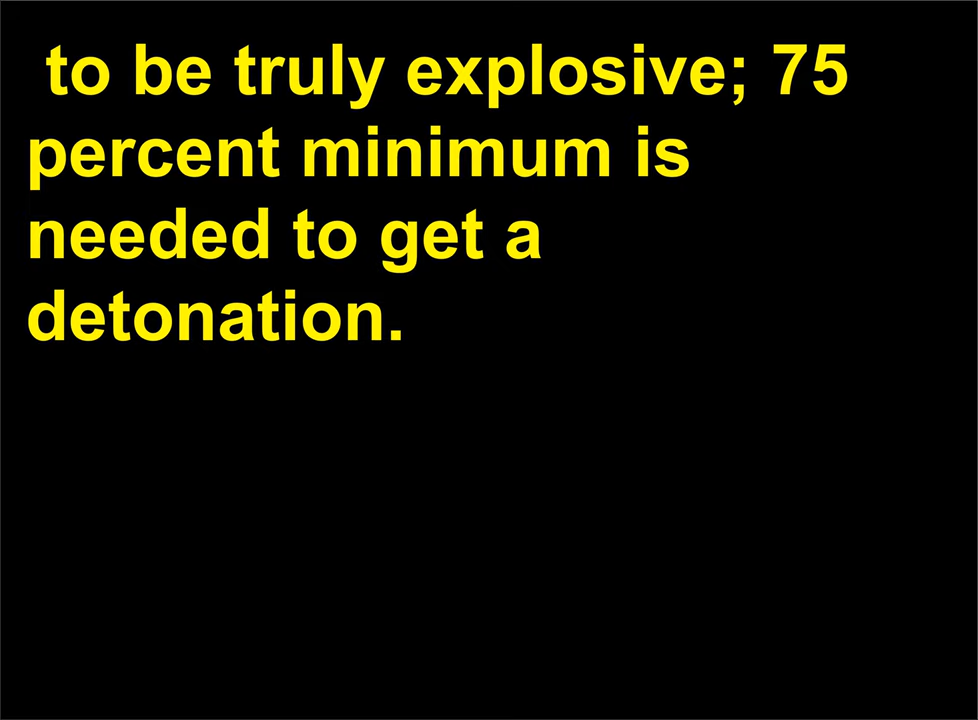 to be truly explosive; 75
percent minimum is
needed to get a
detonation.